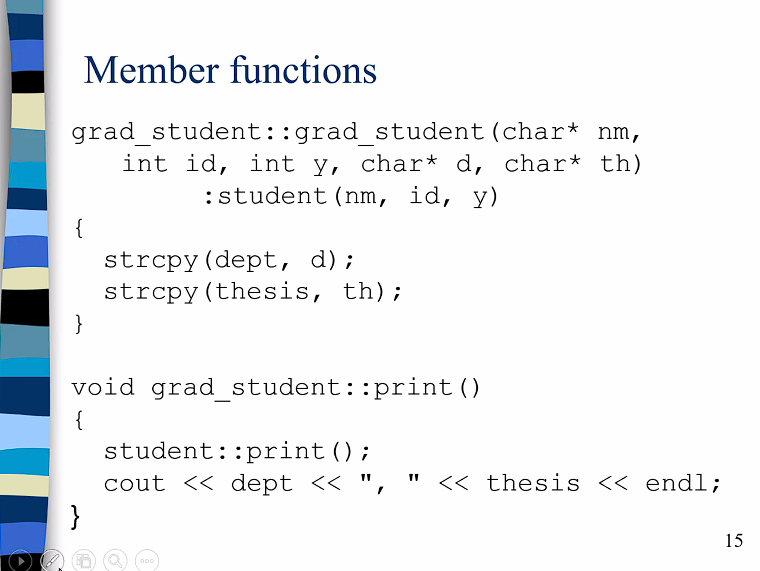 Member functions
grad_student::grad_student(char* nm,
int id, int y, char* d, char* th)
:student(nm, id, y)
{
strcpy(dept, d);
strcpy(thesis, th);
}
void grad_student::print()
{
student::print();
cout << dept << ", " << thesis << endl;
}
15